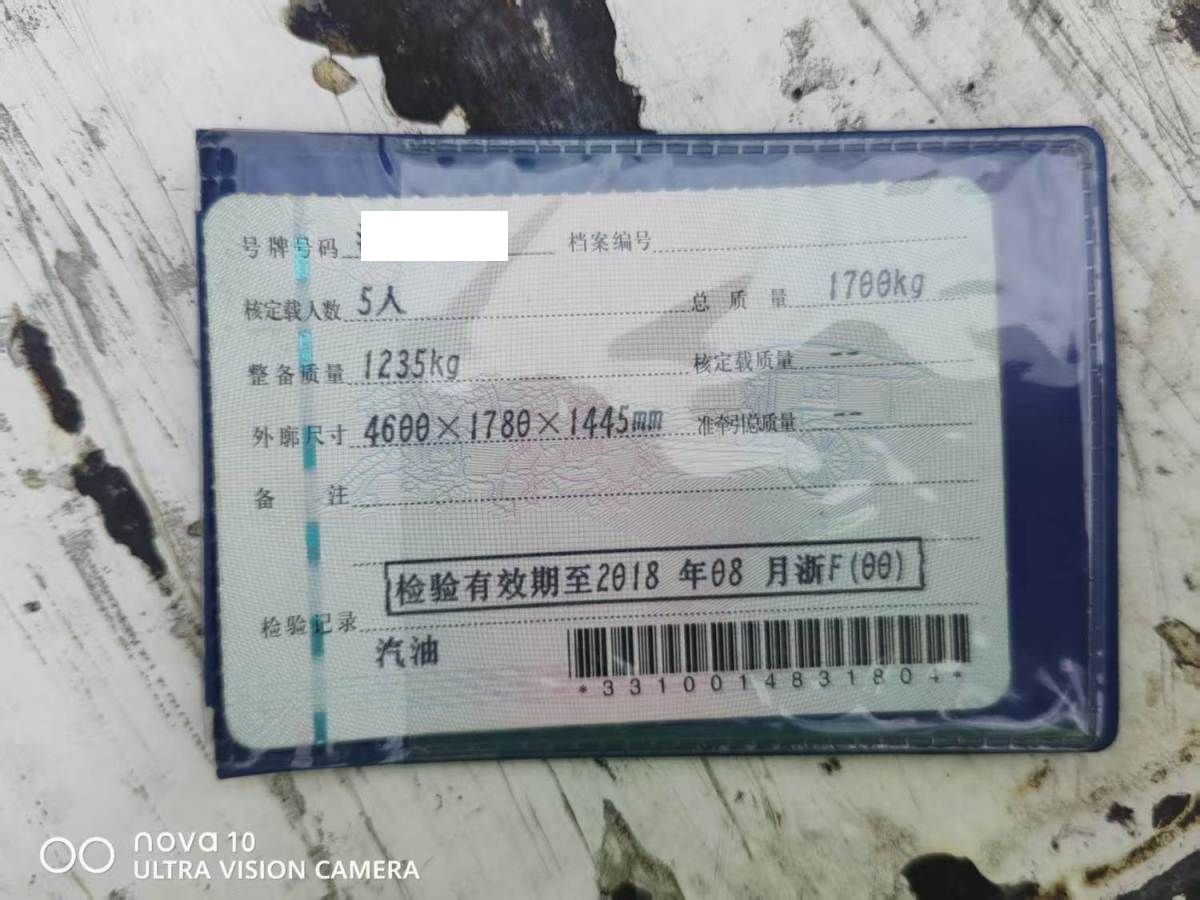 号牌号码 档案编号
核定载人数 5人 总质量 1700kg
整备质量 1235kg 核定载质量 --
外廓尺寸 4600×1780×1445mm 准牵引总质量 --
备注
检验有效期至2018 年08 月浙F(00)
检验记录
汽油
*3310014831804*
nova 10
ULTRA VISION CAMERA